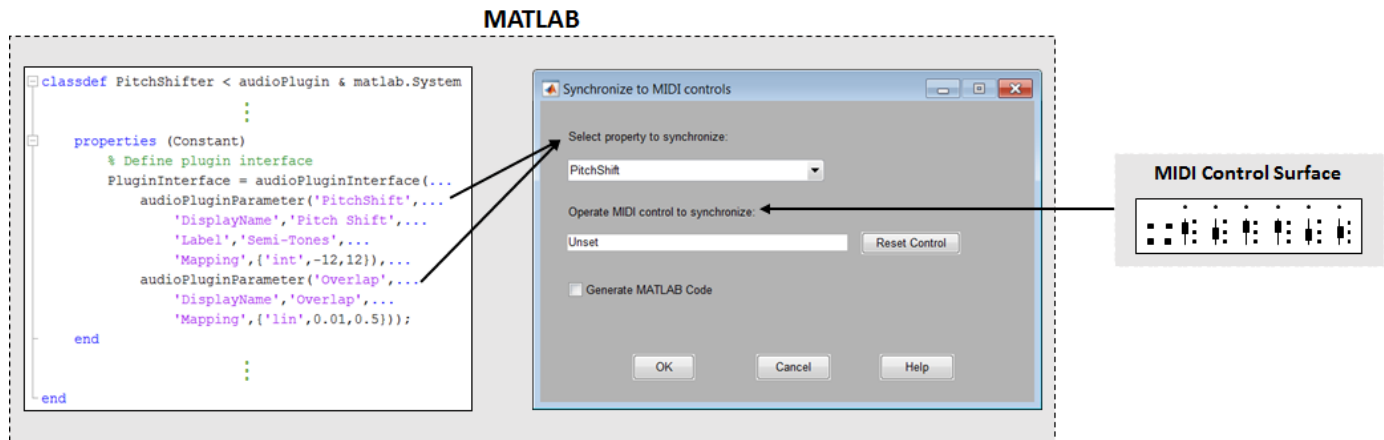 MATLAB
classdef PitchShifter < audioPlugin & matlab.System
properties (Constant)
% Define plugin interface
PluginInterface = audioPluginInterface(...
audioPluginParameter('PitchShift',...
'DisplayName','Pitch Shift',...
'Label','Semi-Tones',...
'Mapping',{'int',-12,12}),...
audioPluginParameter('Overlap',...
'DisplayName','Overlap',...
'Mapping',{'lin',0.01,0.5}));
end
end
Synchronize to MIDI controls
Select property to synchronize:
PitchShift
Operate MIDI control to synchronize:
Unset
Reset Control
Generate MATLAB Code
OK
Cancel
Help
MIDI Control Surface